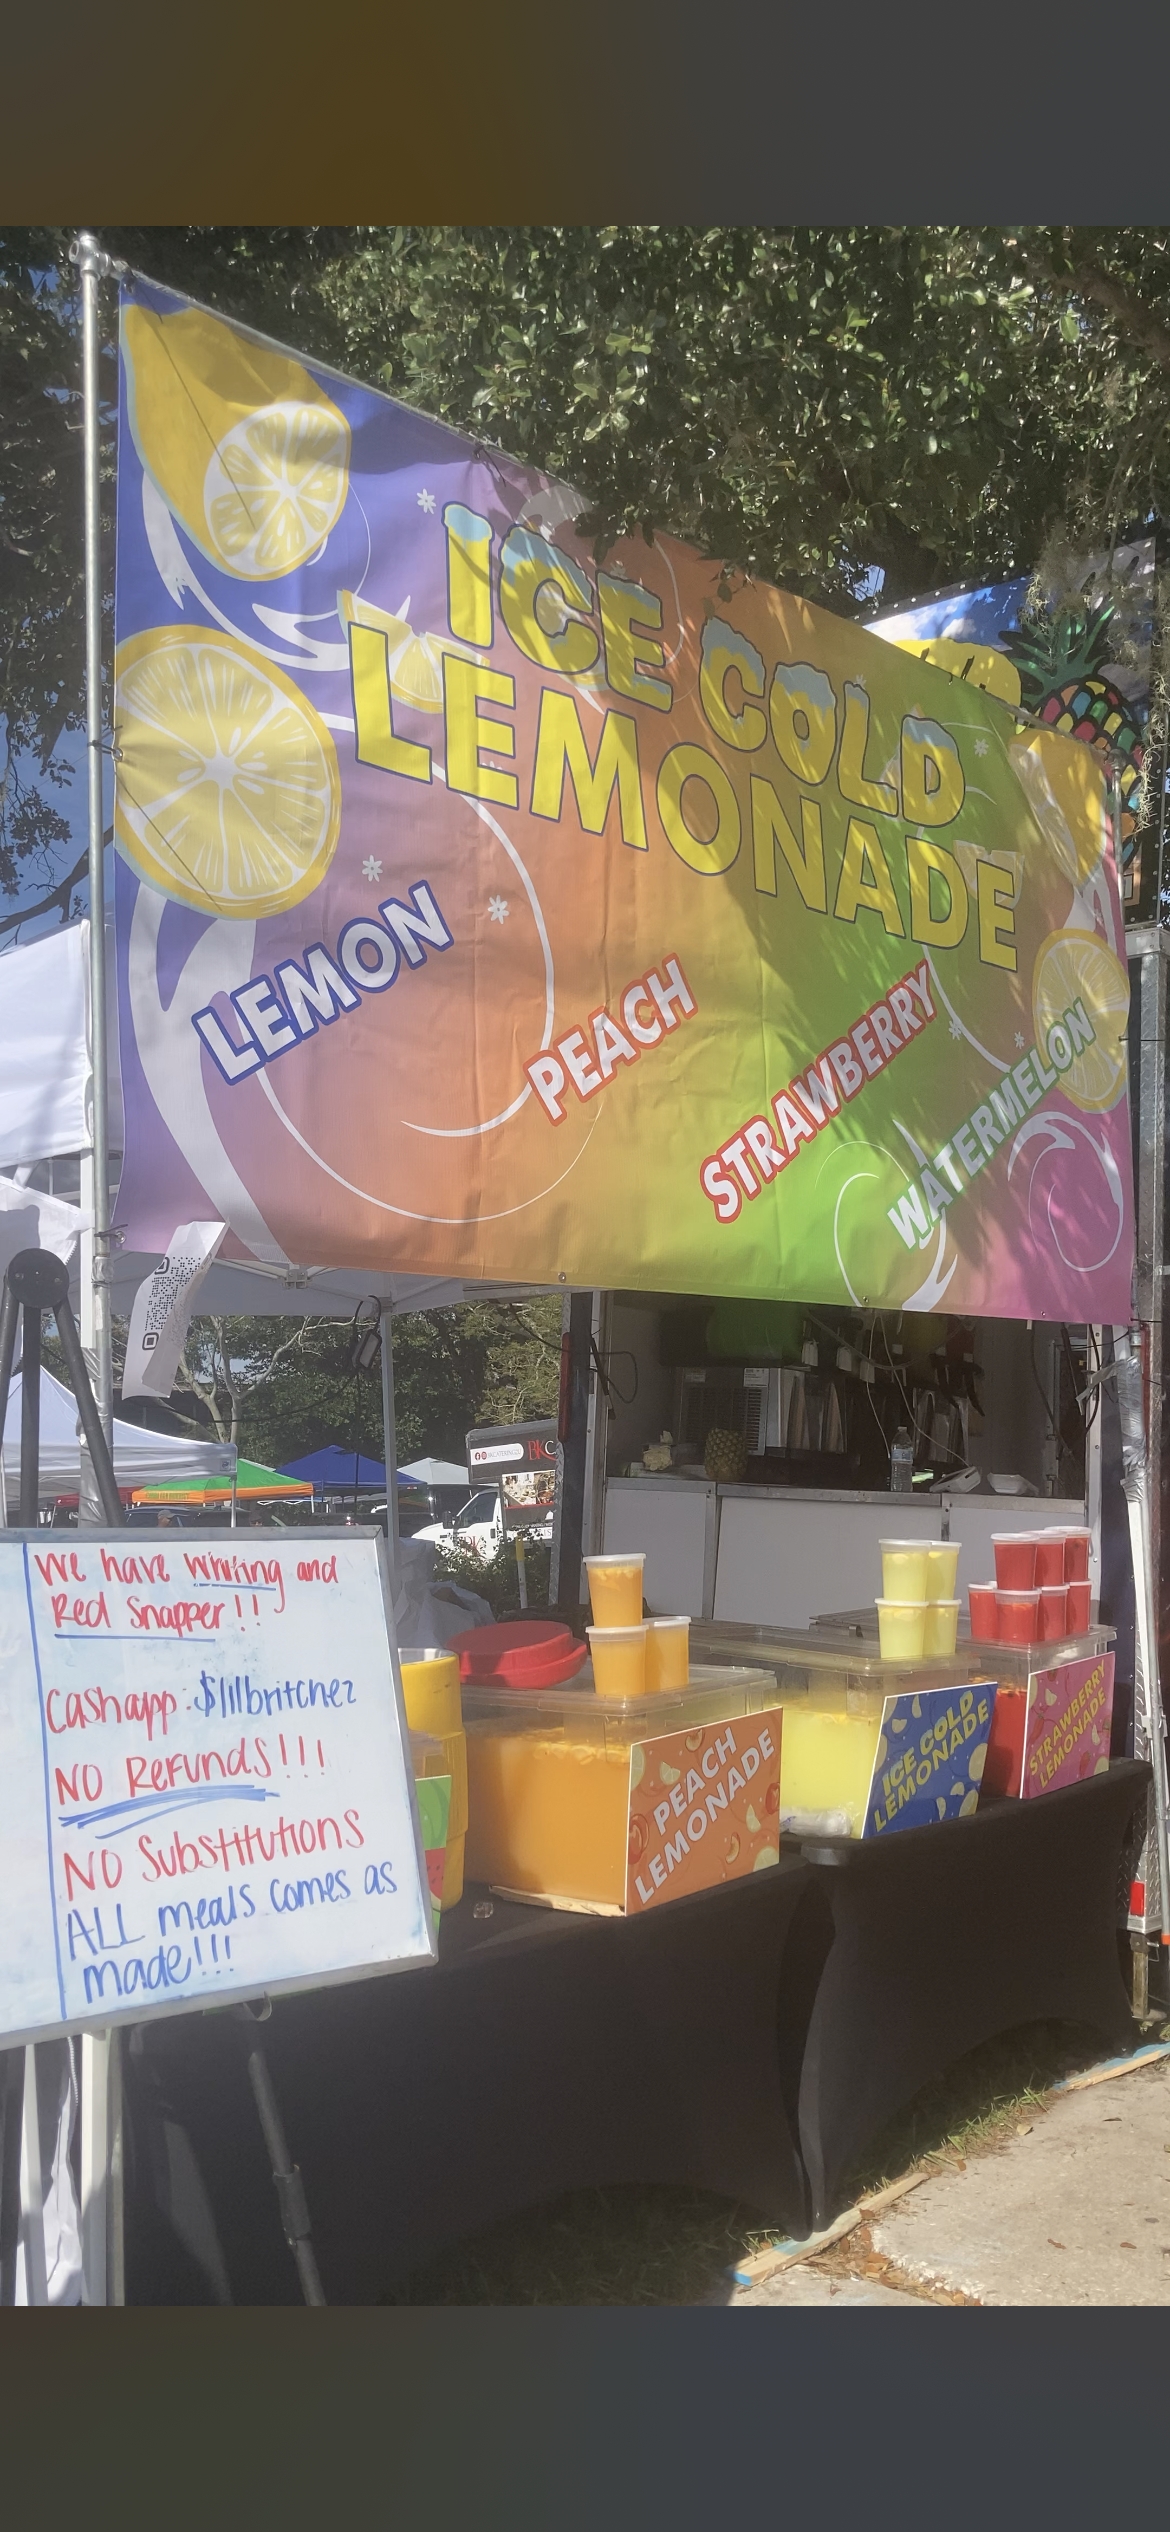 ICE COLD
LEMONADE
LEMON
PEACH
STRAWBERRY
WATERMELON
We have Whiting and
Red Snapper!!
Cashapp: $lilbritchez
NO Refunds!!!
NO Substitutions
ALL meals comes as
made!!!
PEACH
LEMONADE
ICE COLD
LEMONADE
STRAWBERRY
LEMONADE